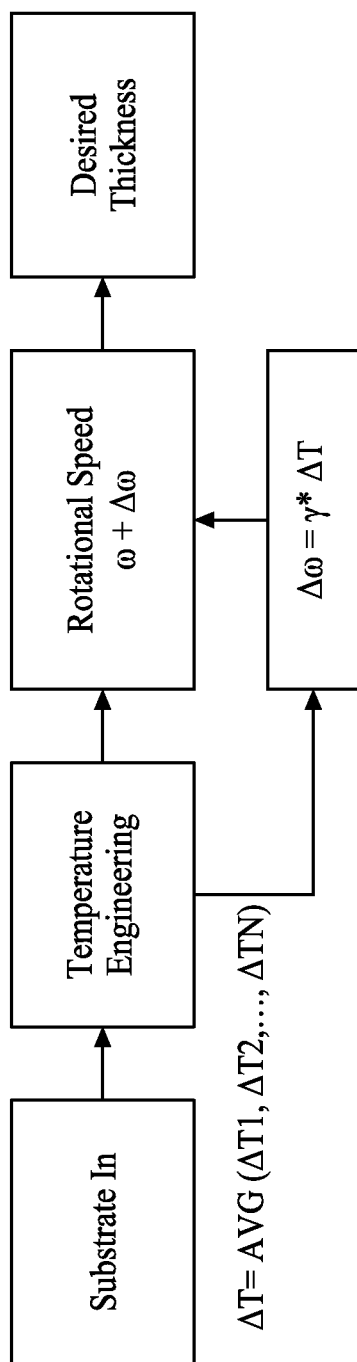 Substrate In
Temperature
Engineering
Rotational Speed
ω + Δω
Desired
Thickness
ΔT= AVG (ΔT1, ΔT2,..., ΔTN)
Δω = γ* ΔT